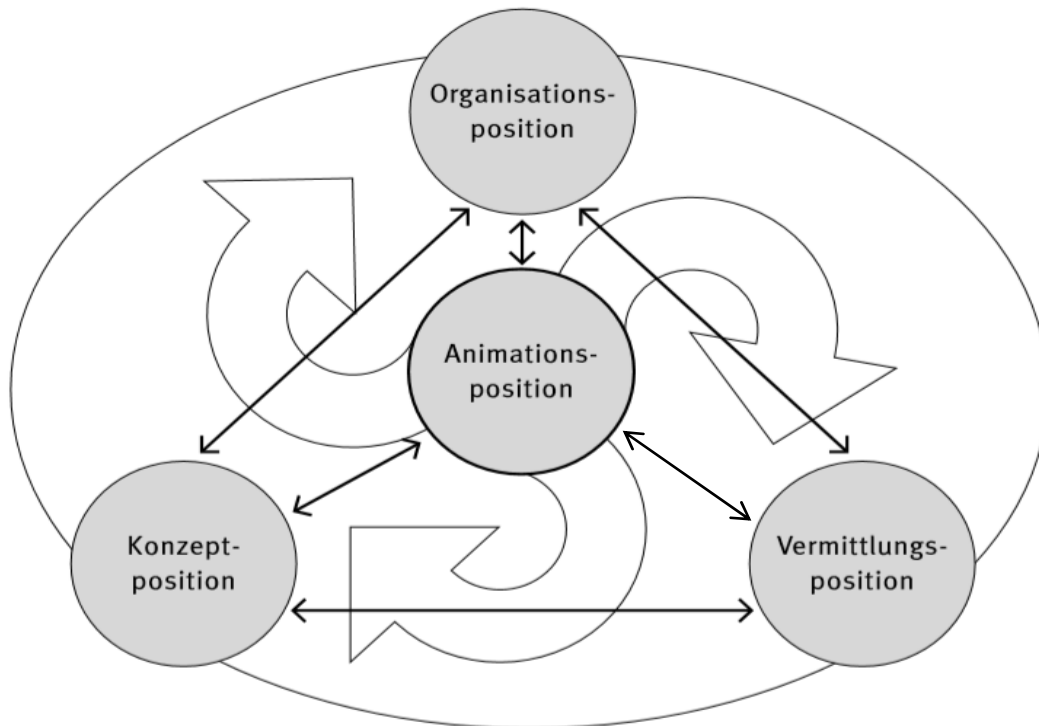 Organisations-
position
Animations-
position
Konzept-
position
Vermittlungs-
position